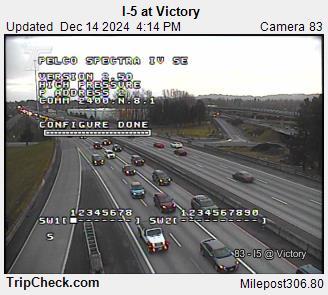 I-5 at Victory
Updated Dec 14 2024 4:14 PM Camera 83
PELCO SPECTRA IV SE
VERSION 2.50
HIGH PRESSURE
P ADDRESS 2
COMM 2400:N:8:1
CONFIGURE DONE
12345678 1234567890
SW1 SW2
S
83 - I5 @ Victory
TripCheck.com Milepost306.80